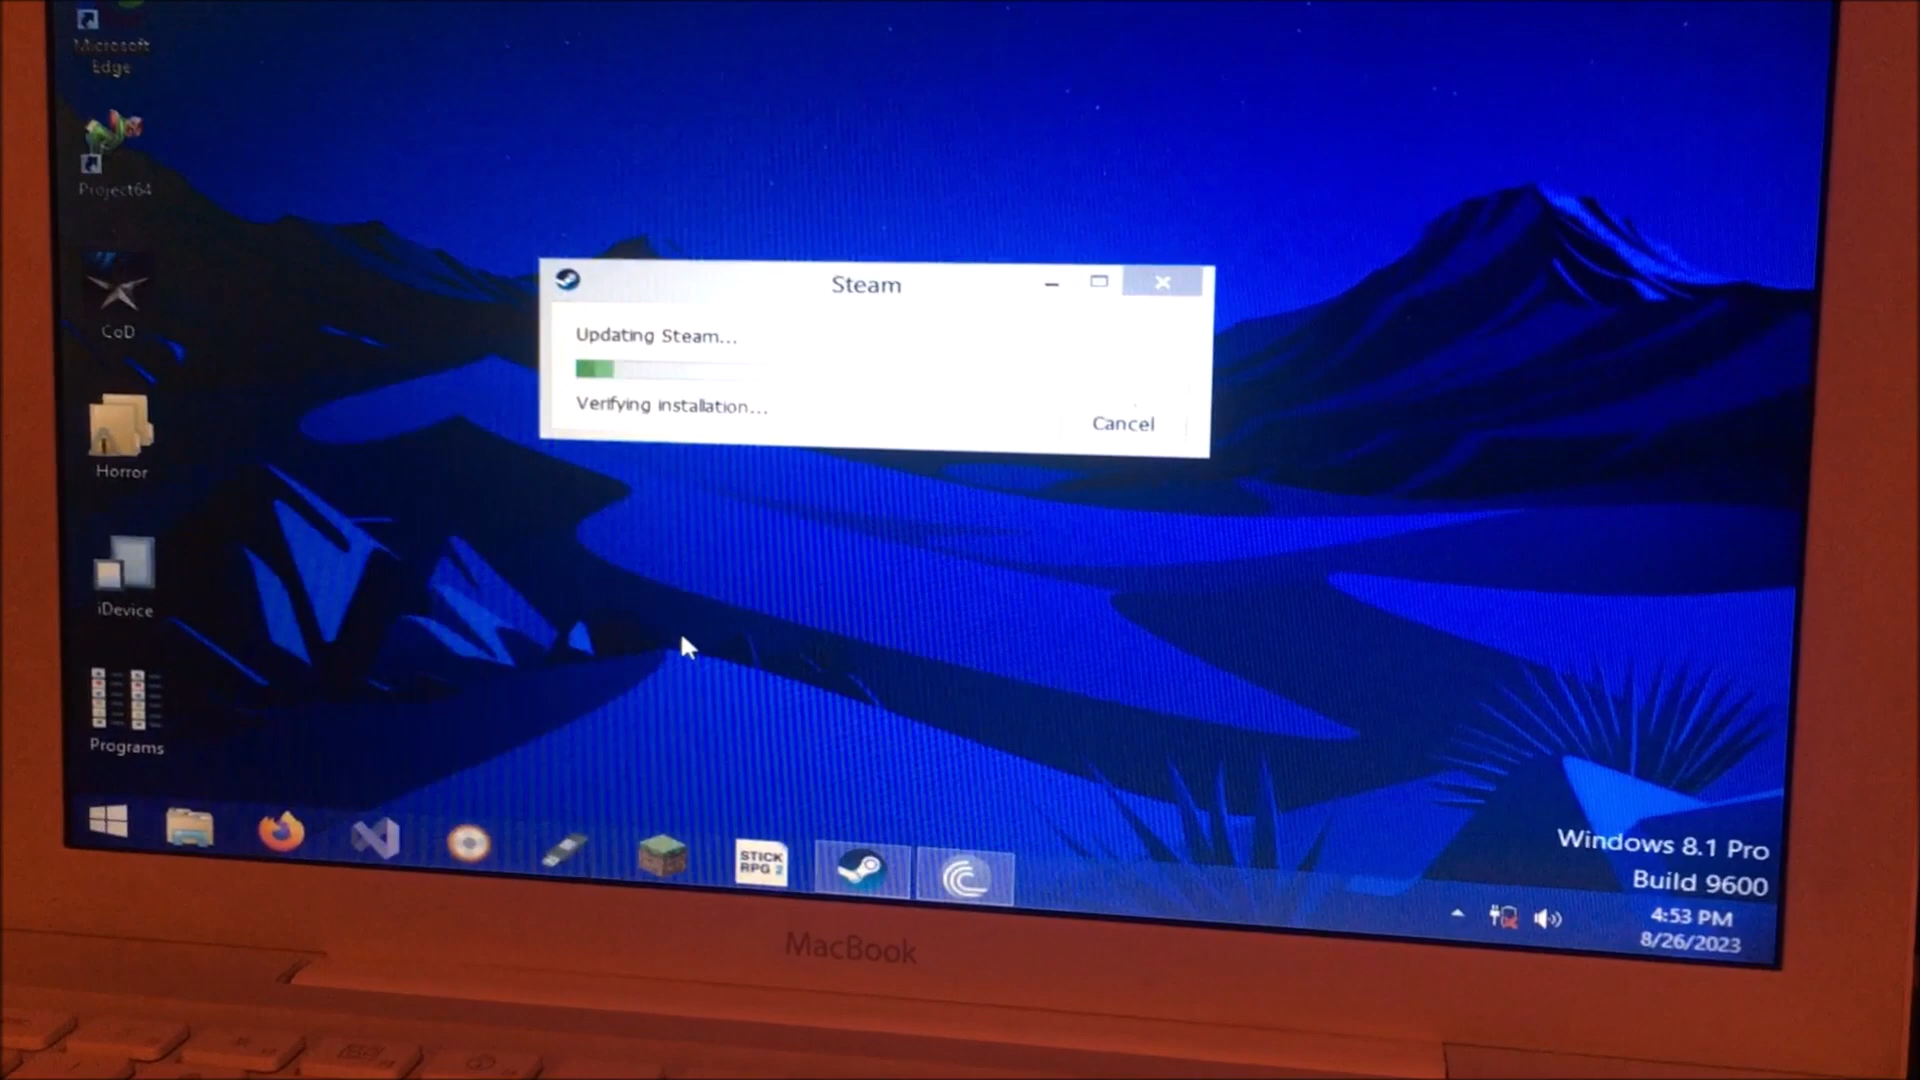 Microsoft
Edge
Project64
CoD
Horror
iDevice
Programs
Steam
Updating Steam...
Verifying installation...
Cancel
STICK
RPG 2
Windows 8.1 Pro
Build 9600
4:53 PM
8/26/2023
MacBook